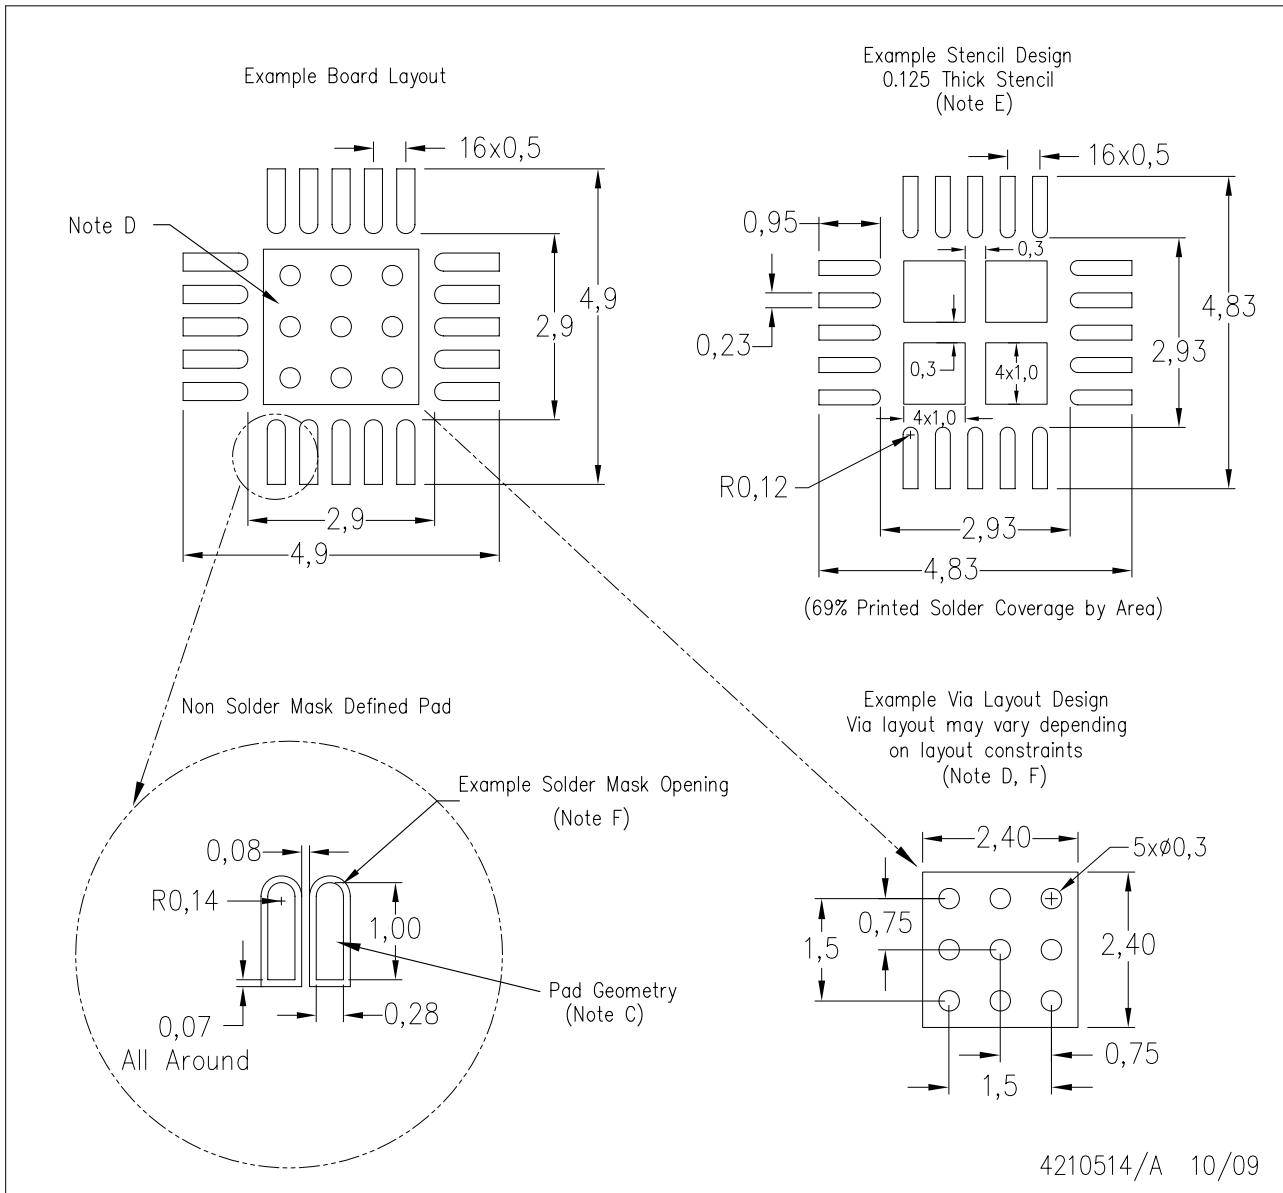 Example Board Layout
16x0,5
Note D
2,9
4,9
2,9
4,9
Example Stencil Design
0.125 Thick Stencil
(Note E)
16x0,5
0,95
0,3
0,23
0,3
4x1,0
4x1,0
4,83
2,93
R0,12
2,93
4,83
(69% Printed Solder Coverage by Area)
Non Solder Mask Defined Pad
Example Solder Mask Opening
(Note F)
0,08
R0,14
1,00
Pad Geometry
(Note C)
0,28
0,07
All Around
Example Via Layout Design
Via layout may vary depending
on layout constraints
(Note D, F)
2,40
5xø0,3
0,75
1,5
2,40
0,75
1,5
4210514/A 10/09